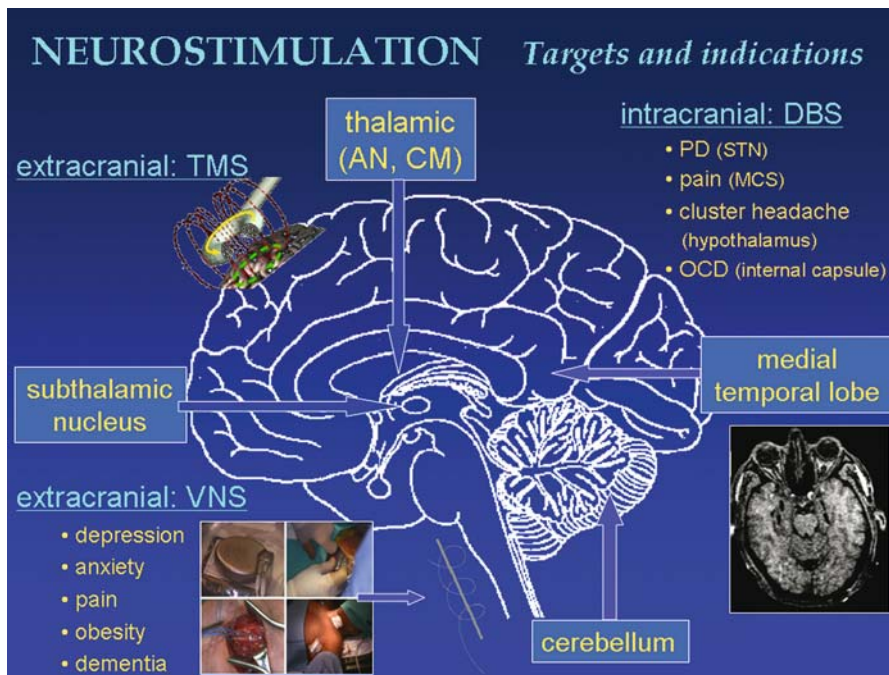 NEUROSTIMULATION Targets and indications
thalamic
(AN, CM)
intracranial: DBS
• PD (STN)
• pain (MCS)
• cluster headache
(hypothalamus)
• OCD (internal capsule)
extracranial: TMS
subthalamic
nucleus
medial
temporal lobe
extracranial: VNS
• depression
• anxiety
• pain
• obesity
• dementia
cerebellum